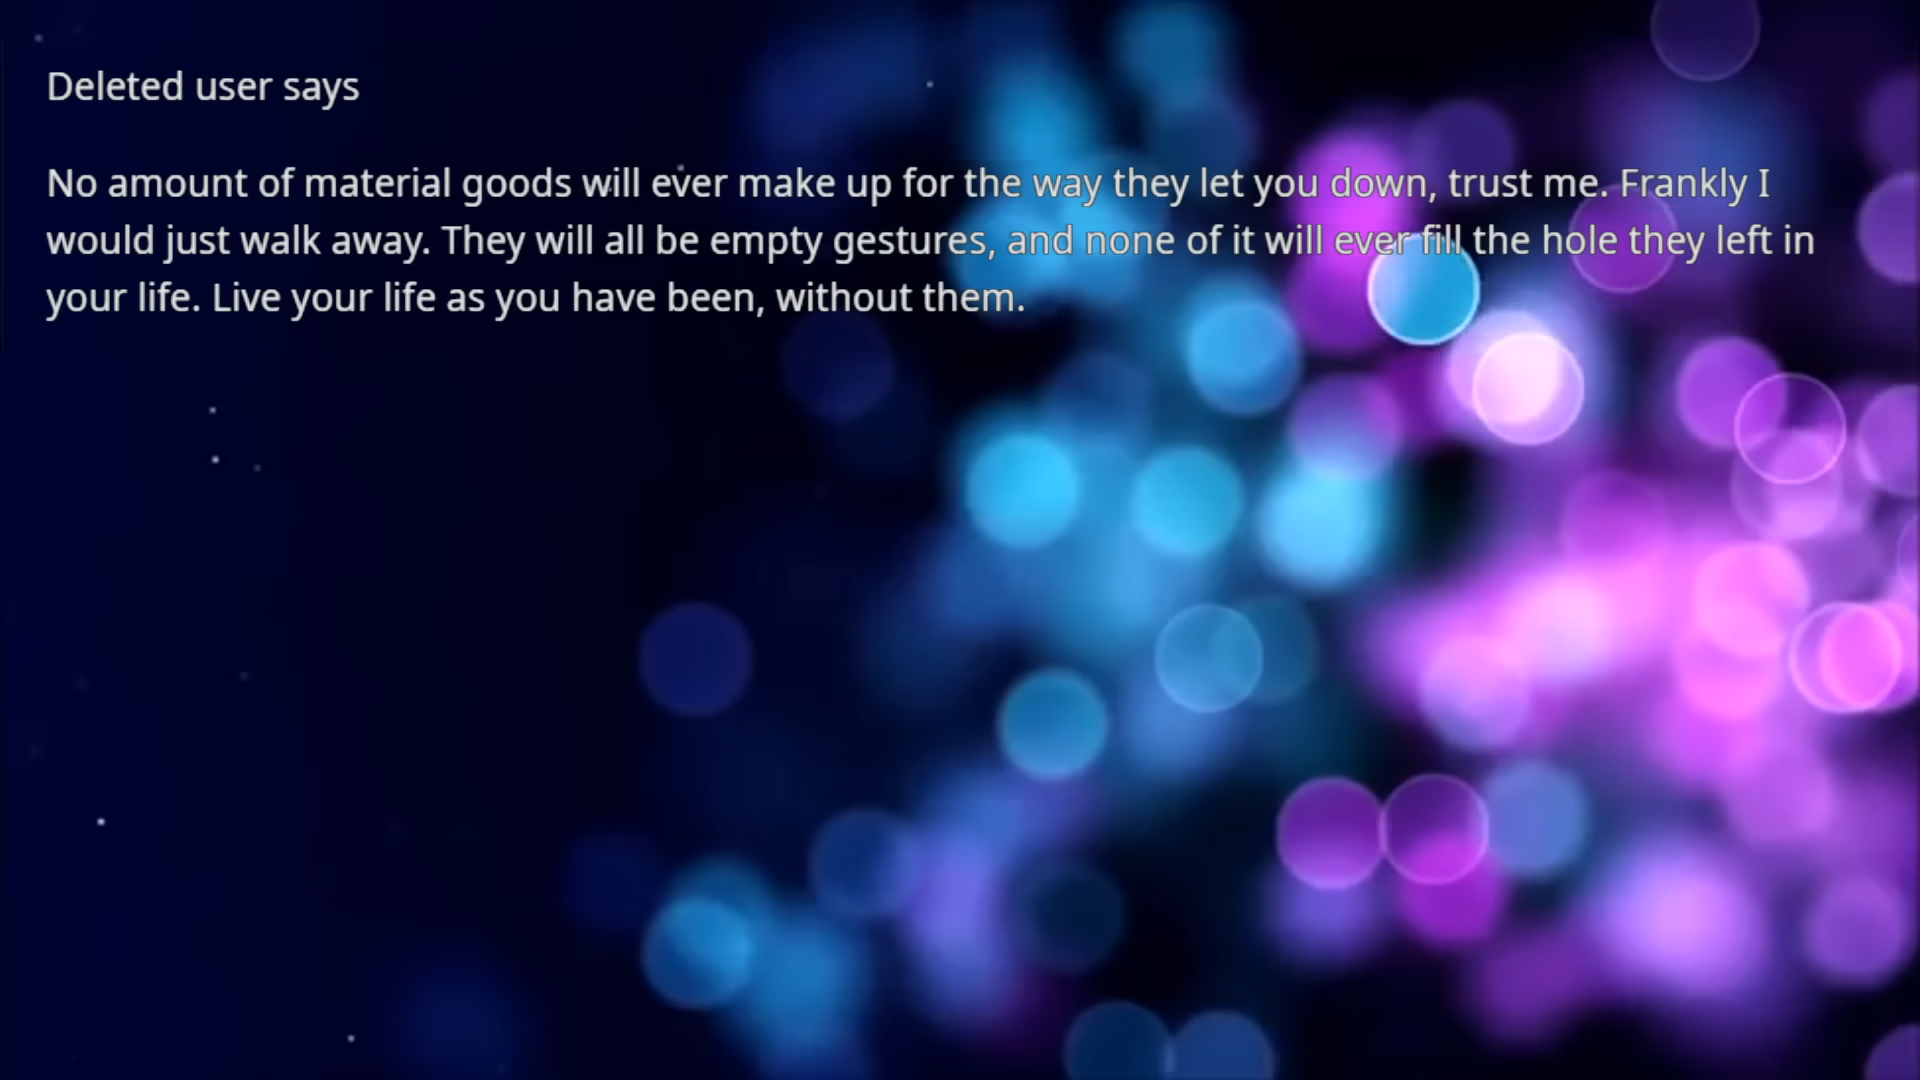 Deleted user says
No amount of material goods will ever make up for the way they let you down, trust me. Frankly I
would just walk away. They will all be empty gestures, and none of it will ever fill the hole they left in
your life. Live your life as you have been, without them.